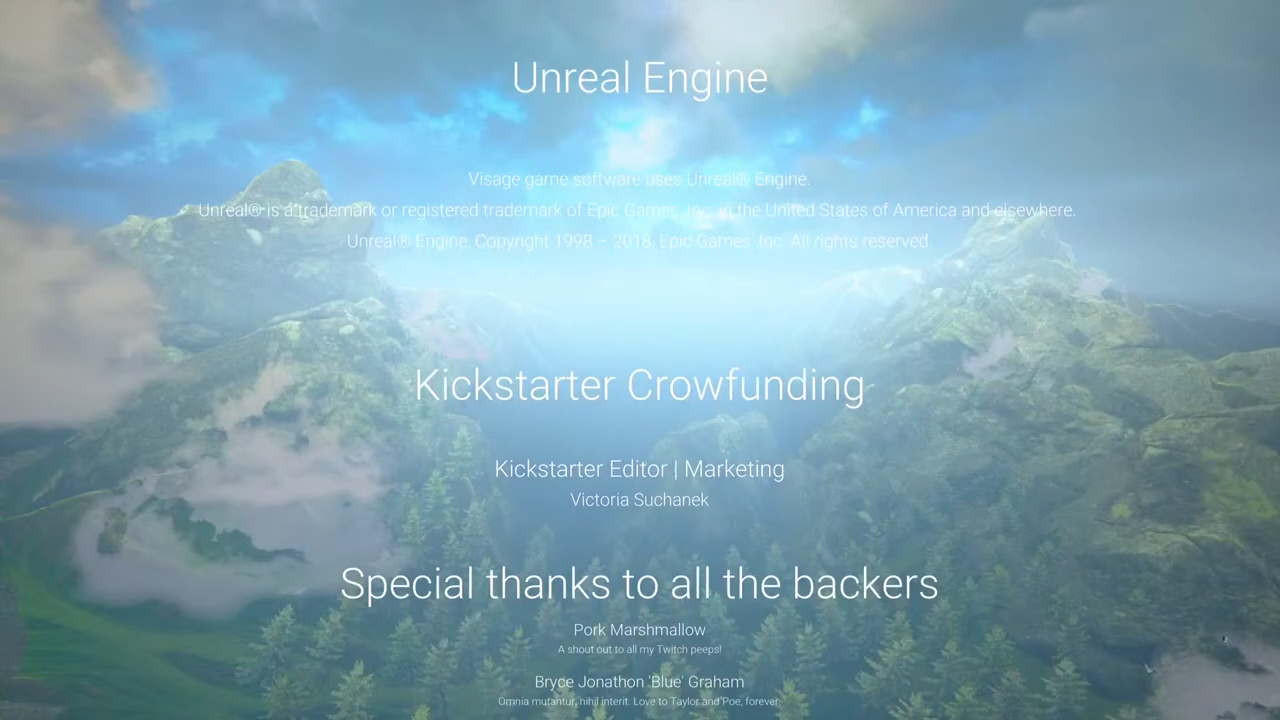 Unreal Engine
Visage game software uses Unreal® Engine.
Unreal® is a trademark or registered trademark of Epic Games, Inc. in the United States of America and elsewhere.
Unreal® Engine, Copyright 1998 – 2018, Epic Games, Inc. All rights reserved
Kickstarter Crowfunding
Kickstarter Editor | Marketing
Victoria Suchanek
Special thanks to all the backers
Pork Marshmallow
A shout out to all my Twitch peeps!
Bryce Jonathon 'Blue' Graham
Omnia mutantur, nihil interit. Love to Taylor and Poe, forever